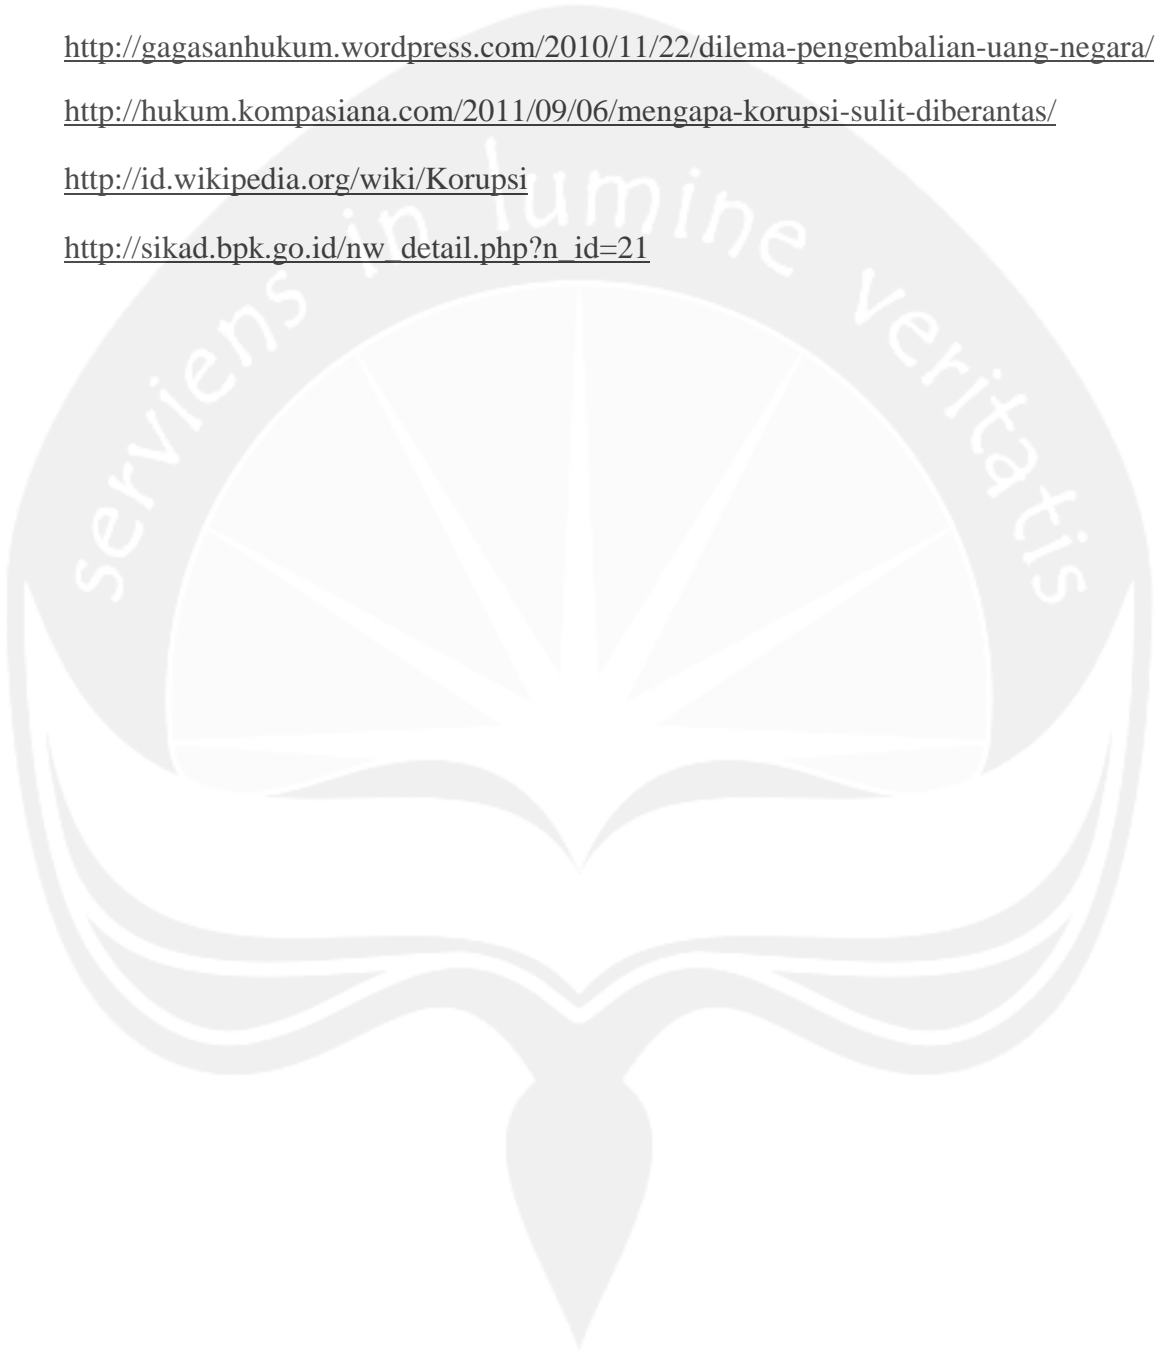 http://gagasanhukum.wordpress.com/2010/11/22/dilema-pengembalian-uang-negara/
http://hukum.kompasiana.com/2011/09/06/mengapa-korupsi-sulit-diberantas/
http://id.wikipedia.org/wiki/Korupsi
http://sikad.bpk.go.id/nw_detail.php?n_id=21
serviens in lumine veritatis